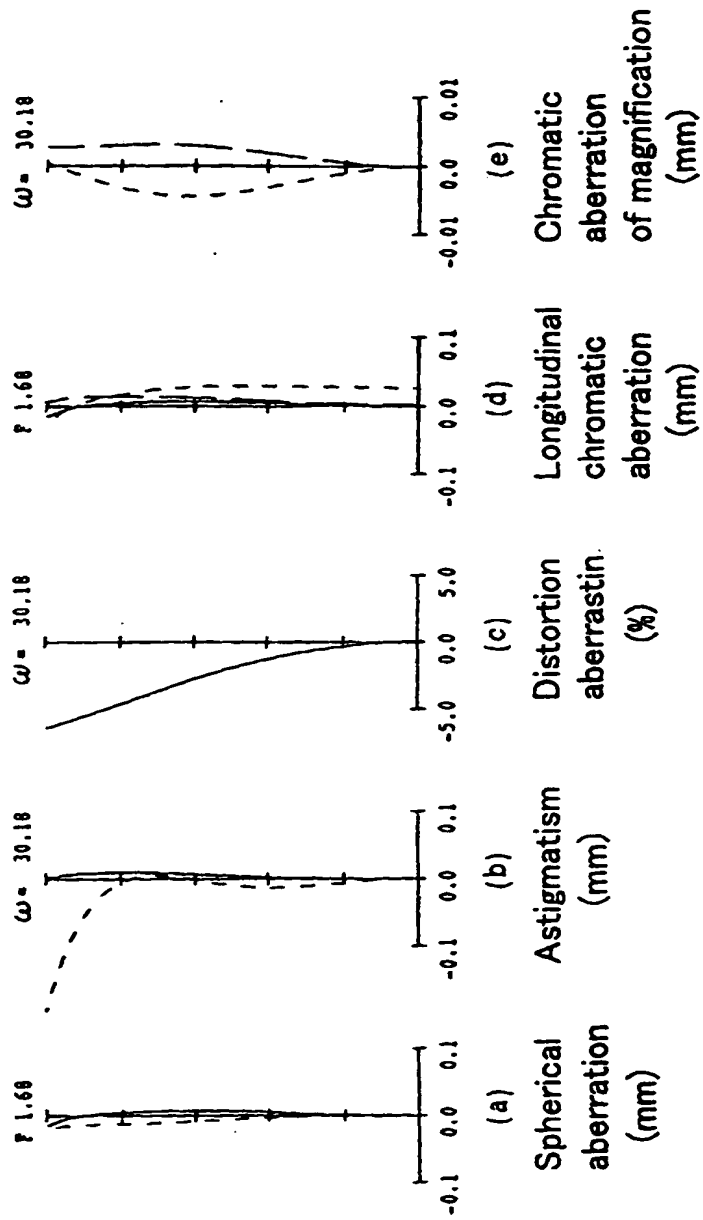 F 1.68
-0.1 0.0 0.1
(a)
Spherical
aberration
(mm)
ω= 30.18
-0.1 0.0 0.1
(b)
Astigmatism
(mm)
ω= 30.18
-5.0 0.0 5.0
(c)
Distortion
aberrastin.
(%)
F 1.68
-0.1 0.0 0.1
(d)
Longitudinal
chromatic
aberration
(mm)
ω= 30.18
-0.01 0.0 0.01
(e)
Chromatic
aberration
of magnification
(mm)